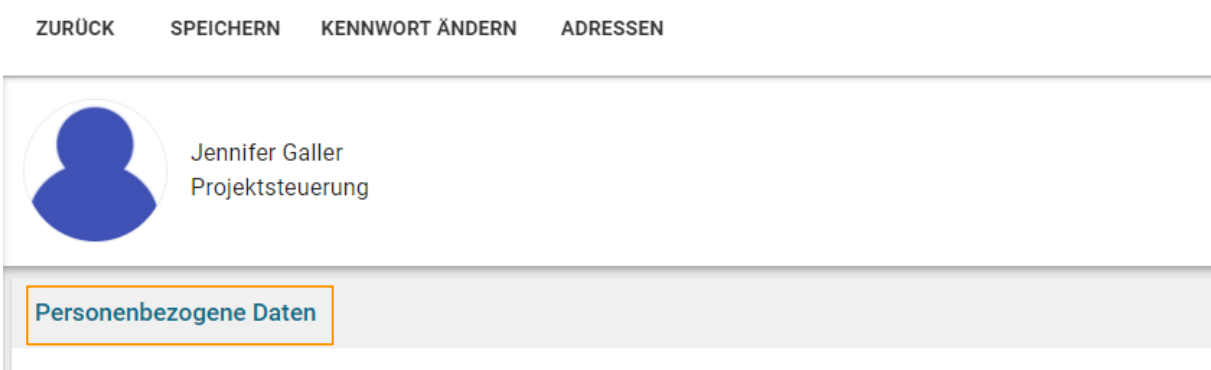 ZURÜCK SPEICHERN KENNWORT ÄNDERN ADRESSEN
Jennifer Galler
Projektsteuerung
Personenbezogene Daten